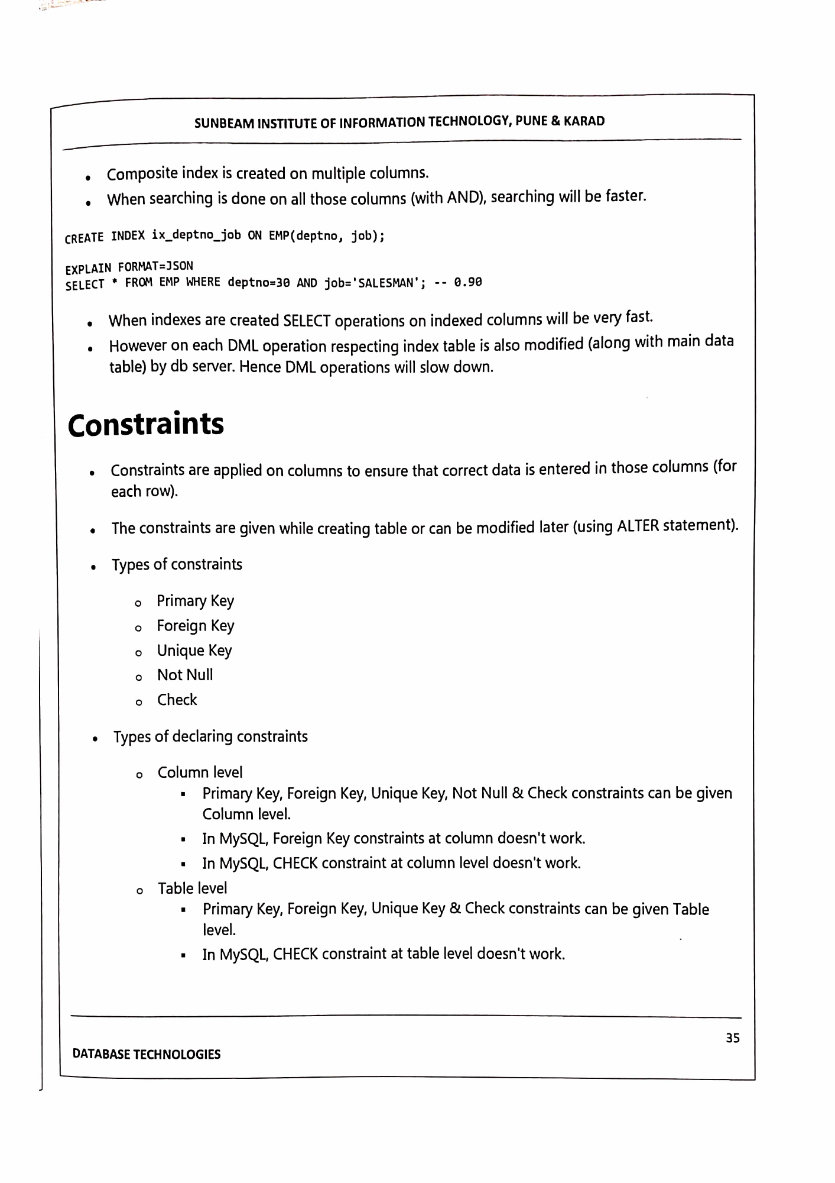 SUNBEAM INSTITUTE OF INFORMATION TECHNOLOGY, PUNE & KARAD
• Composite index is created on multiple columns.
• When searching is done on all those columns (with AND), searching will be faster.
CREATE INDEX ix_deptno_job ON EMP(deptno, job);
EXPLAIN FORMAT=JSON
SELECT * FROM EMP WHERE deptno=30 AND job='SALESMAN'; -- 0.90
• When indexes are created SELECT operations on indexed columns will be very fast.
• However on each DML operation respecting index table is also modified (along with main data
table) by db server. Hence DML operations will slow down.
Constraints
• Constraints are applied on columns to ensure that correct data is entered in those columns (for
each row).
• The constraints are given while creating table or can be modified later (using ALTER statement).
• Types of constraints
o Primary Key
o Foreign Key
o Unique Key
o Not Null
o Check
• Types of declaring constraints
o Column level
▪ Primary Key, Foreign Key, Unique Key, Not Null & Check constraints can be given
Column level.
▪ In MySQL, Foreign Key constraints at column doesn't work.
▪ In MySQL, CHECK constraint at column level doesn't work.
o Table level
▪ Primary Key, Foreign Key, Unique Key & Check constraints can be given Table
level.
▪ In MySQL, CHECK constraint at table level doesn't work.
35
DATABASE TECHNOLOGIES